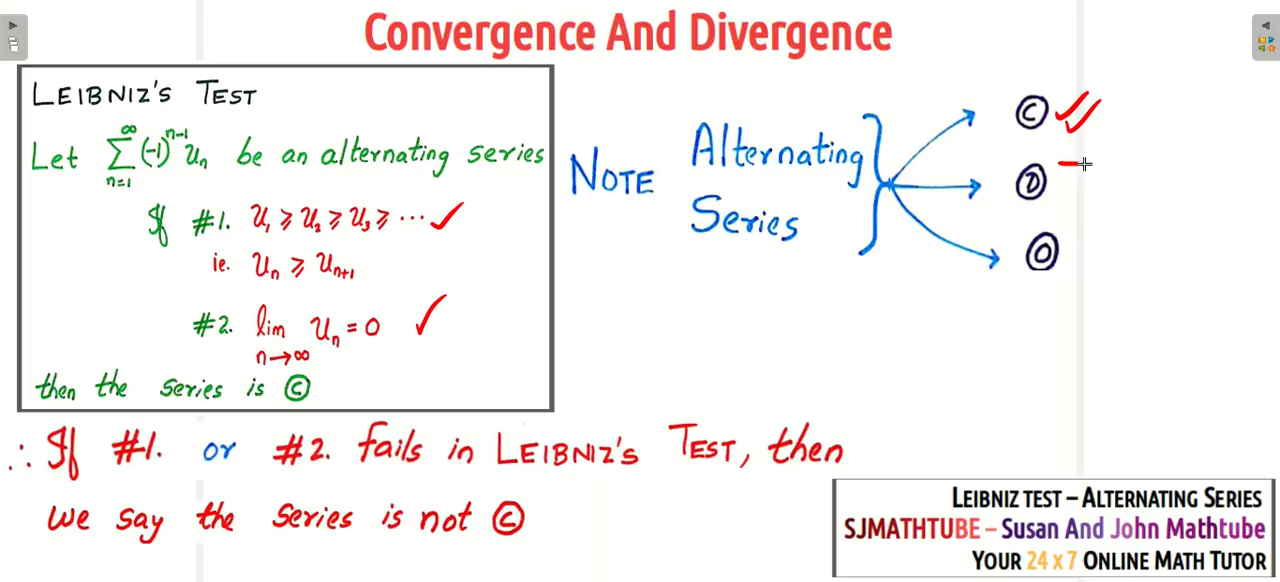 Convergence And Divergence
LEIBNIZ'S TEST
Let ∑_{n=1}^{∞} (-1)^{n-1} u_n be an alternating series
If #1. u₁ ≥ u₂ ≥ u₃ ≥ ··· ✓
ie. u_n ≥ u_{n+1}
#2. lim_{n→∞} u_n = 0 ✓
then the series is Ⓒ
NOTE
Alternating
Series
Ⓒ
Ⓓ
Ⓞ
∴ If #1. or #2. fails in LEIBNIZ'S TEST, then
we say the series is not Ⓒ
LEIBNIZ TEST – ALTERNATING SERIES
SJMATHTUBE – Susan And John Mathtube
YOUR 24 x 7 ONLINE MATH TUTOR